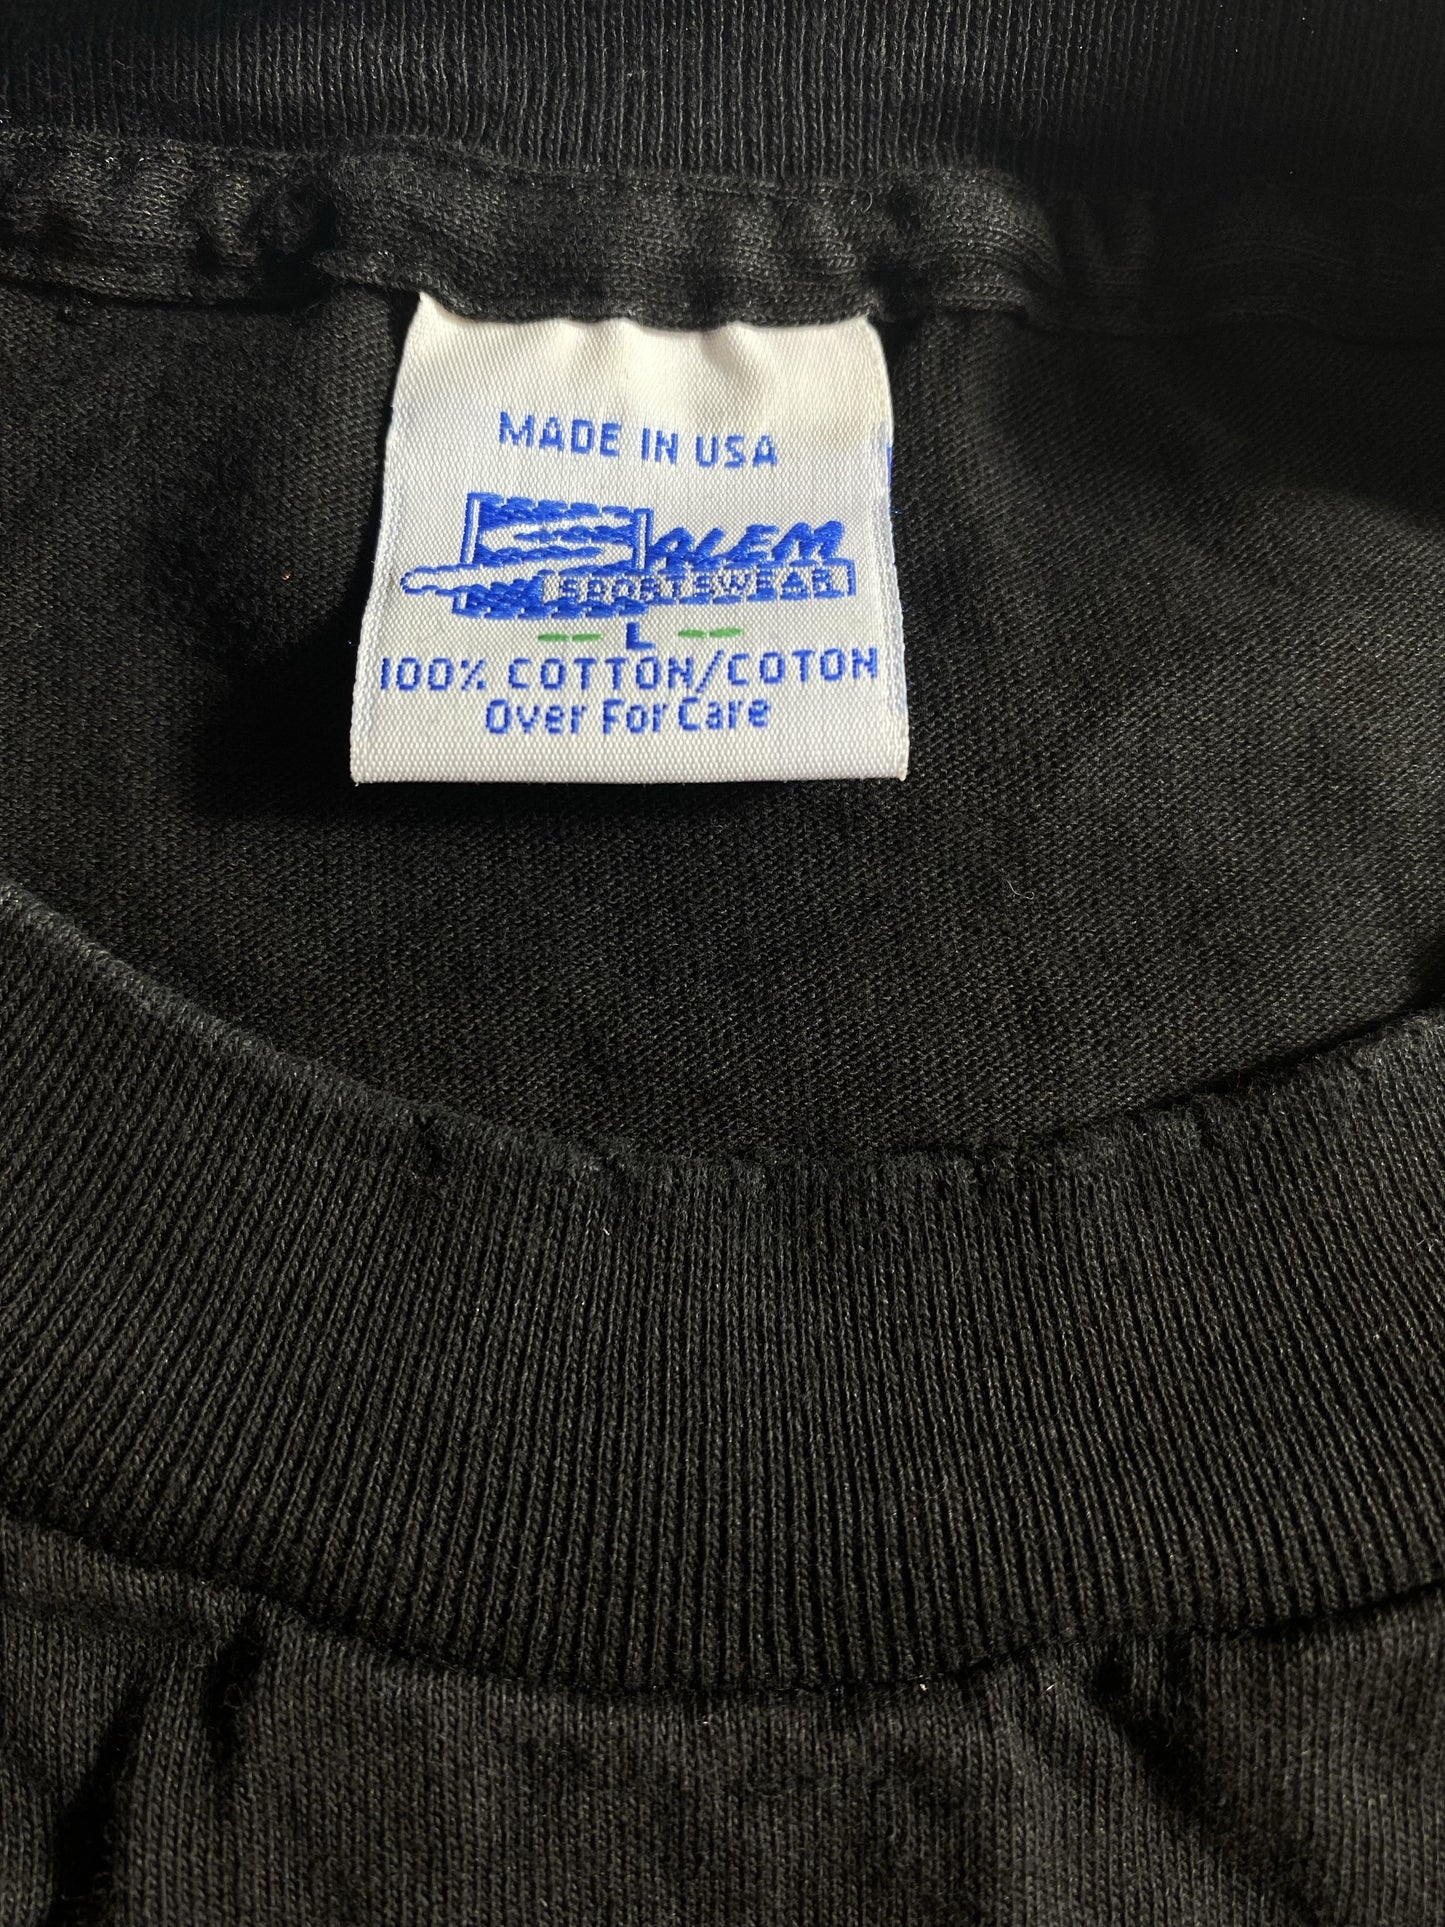 MADE IN USA
SALEM
SPORTSWEAR
-- L --
100% COTTON/COTON
Over For Care